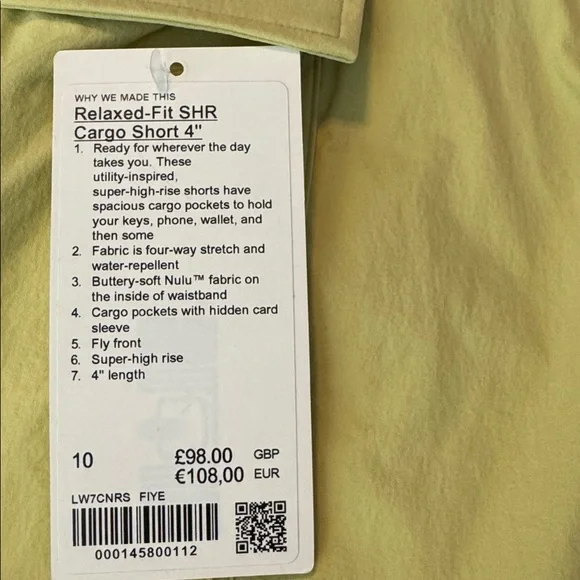 WHY WE MADE THIS
Relaxed-Fit SHR
Cargo Short 4"
1. Ready for wherever the day
takes you. These
utility-inspired,
super-high-rise shorts have
spacious cargo pockets to hold
your keys, phone, wallet, and
then some
2. Fabric is four-way stretch and
water-repellent
3. Buttery-soft Nulu™ fabric on
the inside of waistband
4. Cargo pockets with hidden card
sleeve
5. Fly front
6. Super-high rise
7. 4" length
10 £98.00 GBP
€108,00 EUR
LW7CNRS FIYE
000145800112